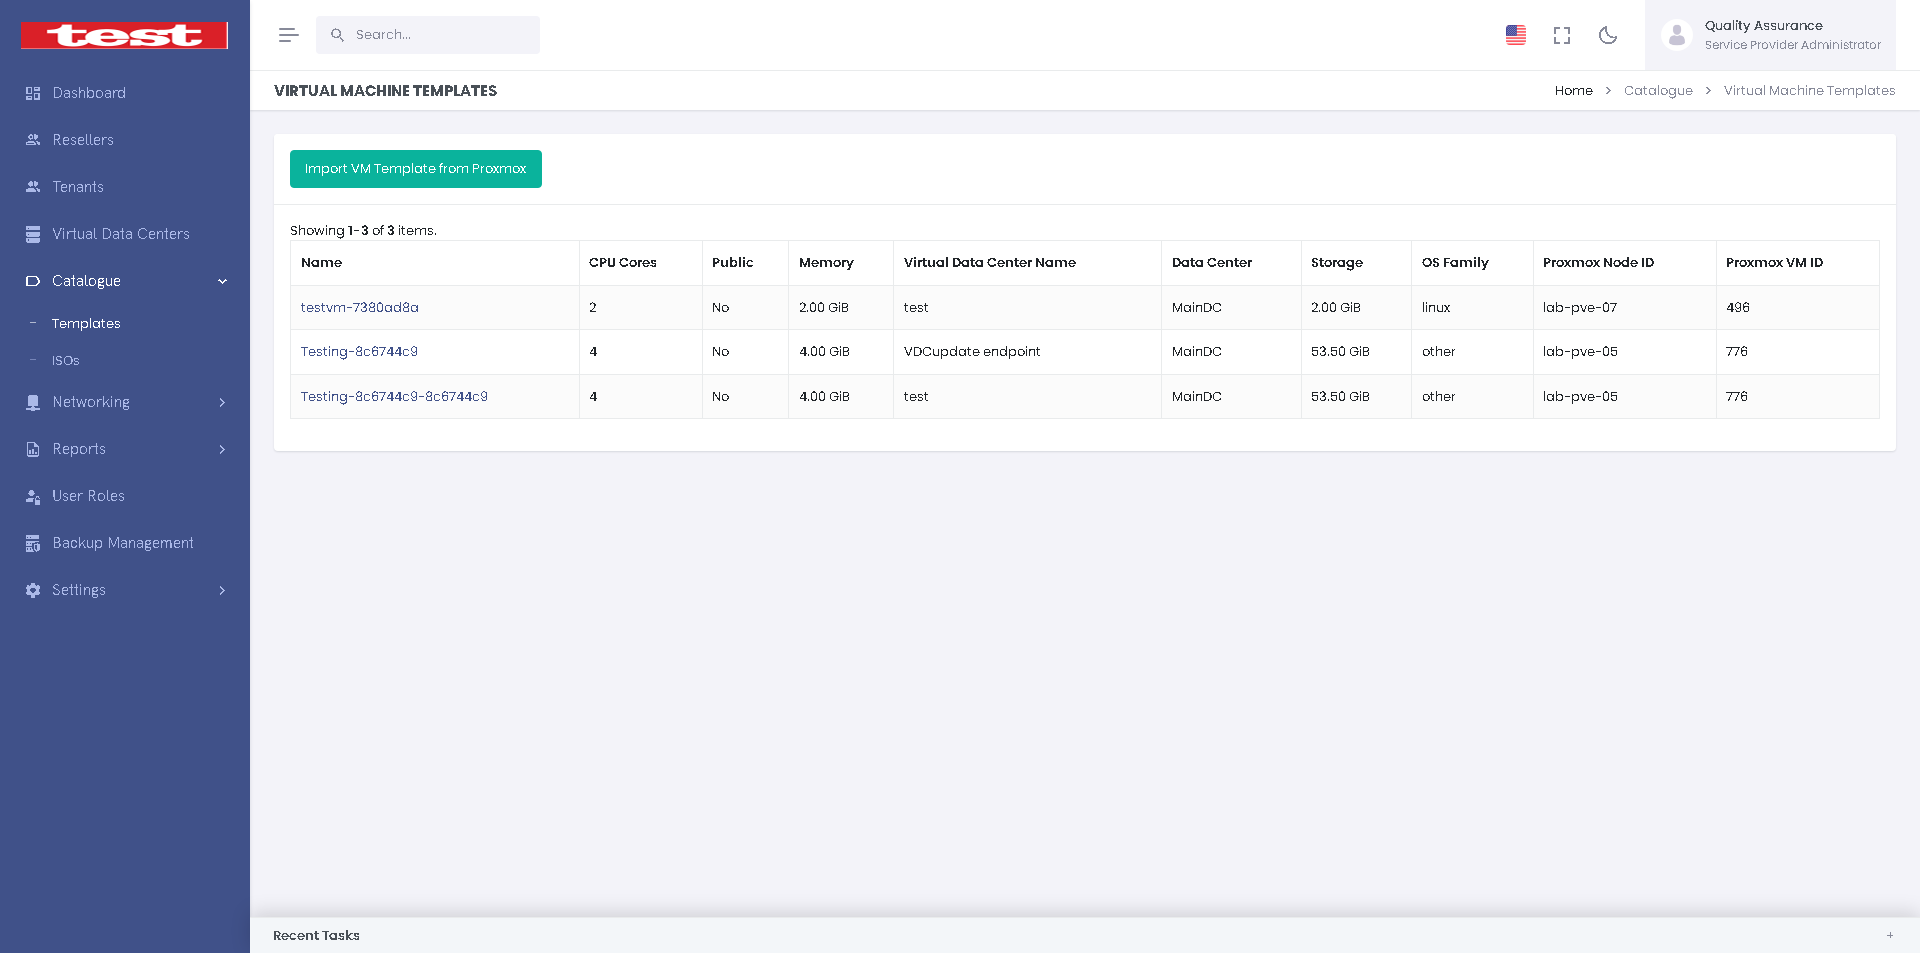 test
Dashboard
Resellers
Tenants
Virtual Data Centers
Catalogue
Templates
ISOs
Networking
Reports
User Roles
Backup Management
Settings
Search...
Quality Assurance
Service Provider Administrator
VIRTUAL MACHINE TEMPLATES
Home > Catalogue > Virtual Machine Templates
Import VM Template from Proxmox
Showing 1-3 of 3 items.
Name CPU Cores Public Memory Virtual Data Center Name Data Center Storage OS Family Proxmox Node ID Proxmox VM ID
testvm-7380ad8a 2 No 2.00 GiB test MainDC 2.00 GiB linux lab-pve-07 496
Testing-8c6744c9 4 No 4.00 GiB VDCupdate endpoint MainDC 53.50 GiB other lab-pve-05 776
Testing-8c6744c9-8c6744c9 4 No 4.00 GiB test MainDC 53.50 GiB other lab-pve-05 776
Recent Tasks +